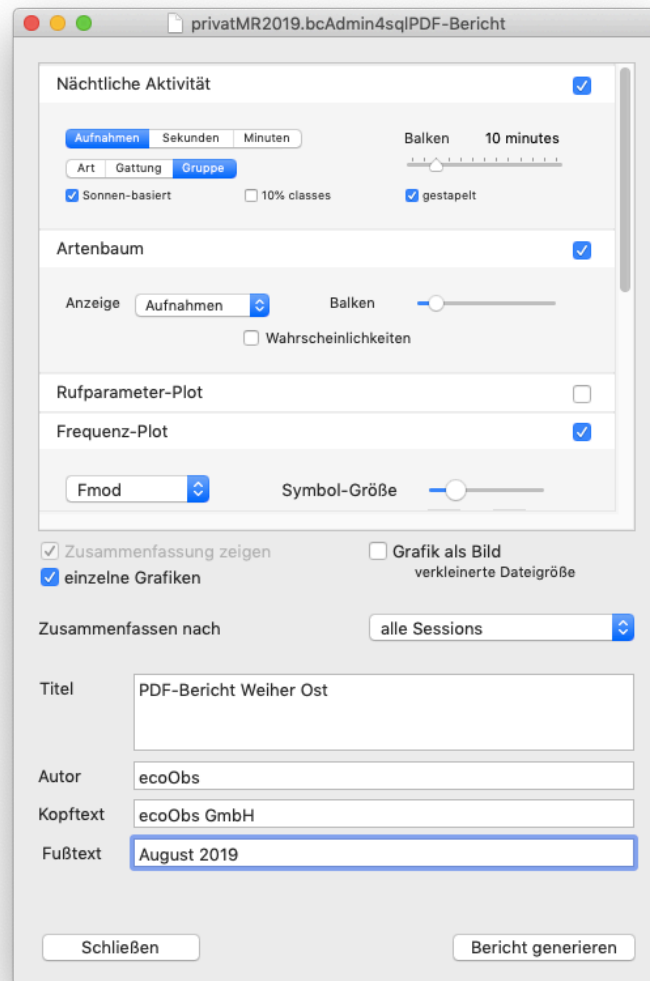 privatMR2019.bcAdmin4sqlPDF-Bericht
Nächtliche Aktivität
Aufnahmen Sekunden Minuten
Balken 10 minutes
Art Gattung Gruppe
Sonnen-basiert 10% classes gestapelt
Artenbaum
Anzeige Aufnahmen Balken
Wahrscheinlichkeiten
Rufparameter-Plot
Frequenz-Plot
Fmod Symbol-Größe
Zusammenfassung zeigen Grafik als Bild
verkleinerte Dateigröße
einzelne Grafiken
Zusammenfassen nach alle Sessions
Titel PDF-Bericht Weiher Ost
Autor ecoObs
Kopftext ecoObs GmbH
Fußtext August 2019
Schließen Bericht generieren